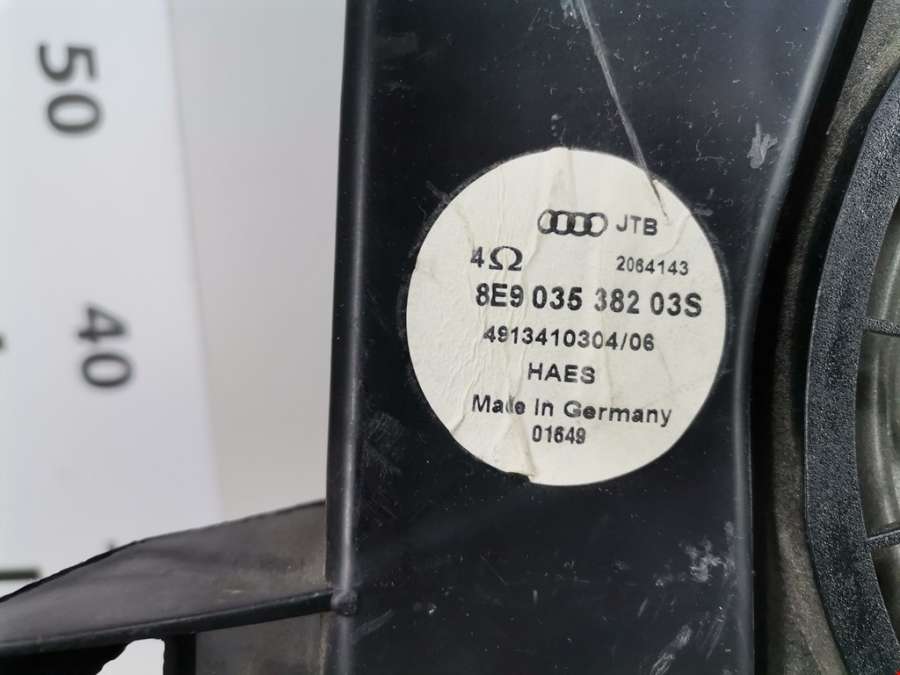 50
40
JTB
4Ω
2064143
8E9 035 382 03S
4913410304/06
HAES
Made in Germany
01649